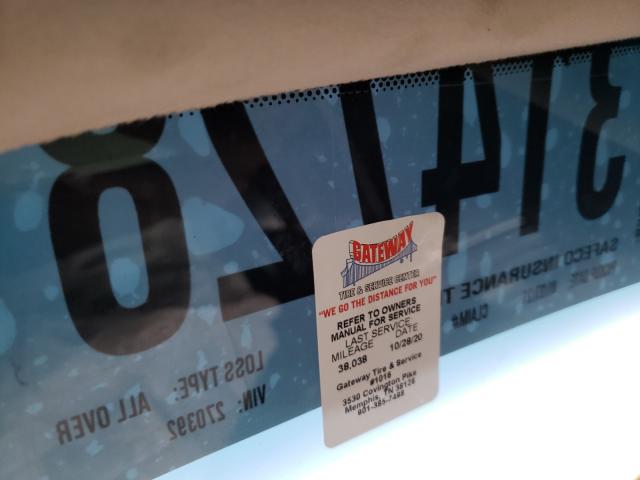 31417728
SAFECO INSURANCE
CLAIM#:
LOSS TYPE: ALL OVER
VIN: 270392
GATEWAY
TIRE & SERVICE CENTER
"WE GO THE DISTANCE FOR YOU"
REFER TO OWNERS
MANUAL FOR SERVICE
LAST SERVICE:
MILEAGE DATE
38,038 10/28/20
Gateway Tire & Service
#1016
3530 Covington Pike
Memphis, TN 38128
901-385-7498